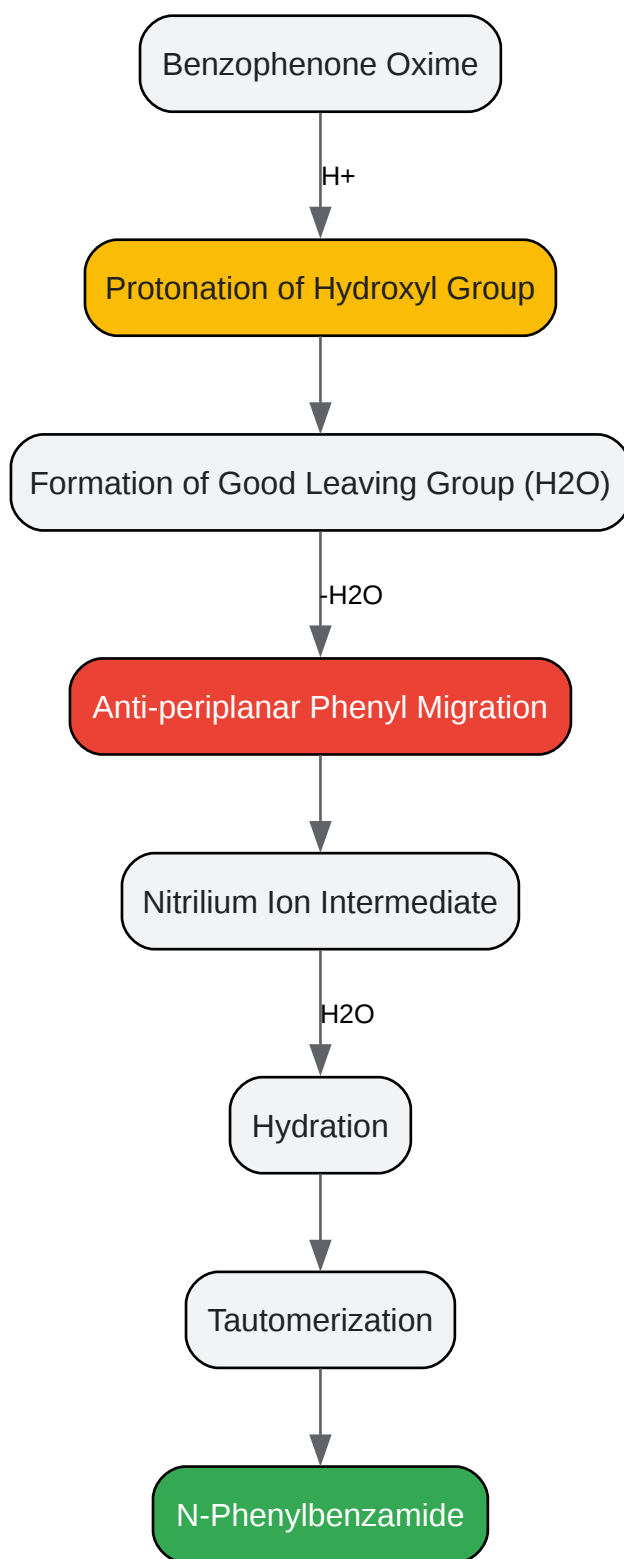 Benzophenone Oxime
H+
Protonation of Hydroxyl Group
Formation of Good Leaving Group (H2O)
-H2O
Anti-periplanar Phenyl Migration
Nitrilium Ion Intermediate
H2O
Hydration
Tautomerization
N-Phenylbenzamide